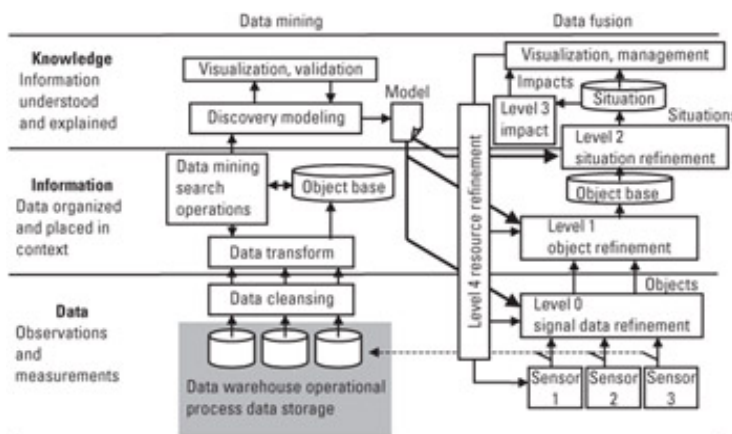 Data mining
Data fusion
Knowledge
Information
understood
and explained
Visualization, validation
Discovery modeling
Model
Visualization, management
Impacts
Level 3
impact
Situation
Situations
Level 2
situation refinement
Information
Data organized
and placed in
context
Data mining
search
operations
Object base
Data transform
Level 4 resource refinement
Object base
Level 1
object refinement
Data
Observations
and
measurements
Data cleansing
Data warehouse operational
process data storage
Objects
Level 0
signal data refinement
Sensor
1
Sensor
2
Sensor
3